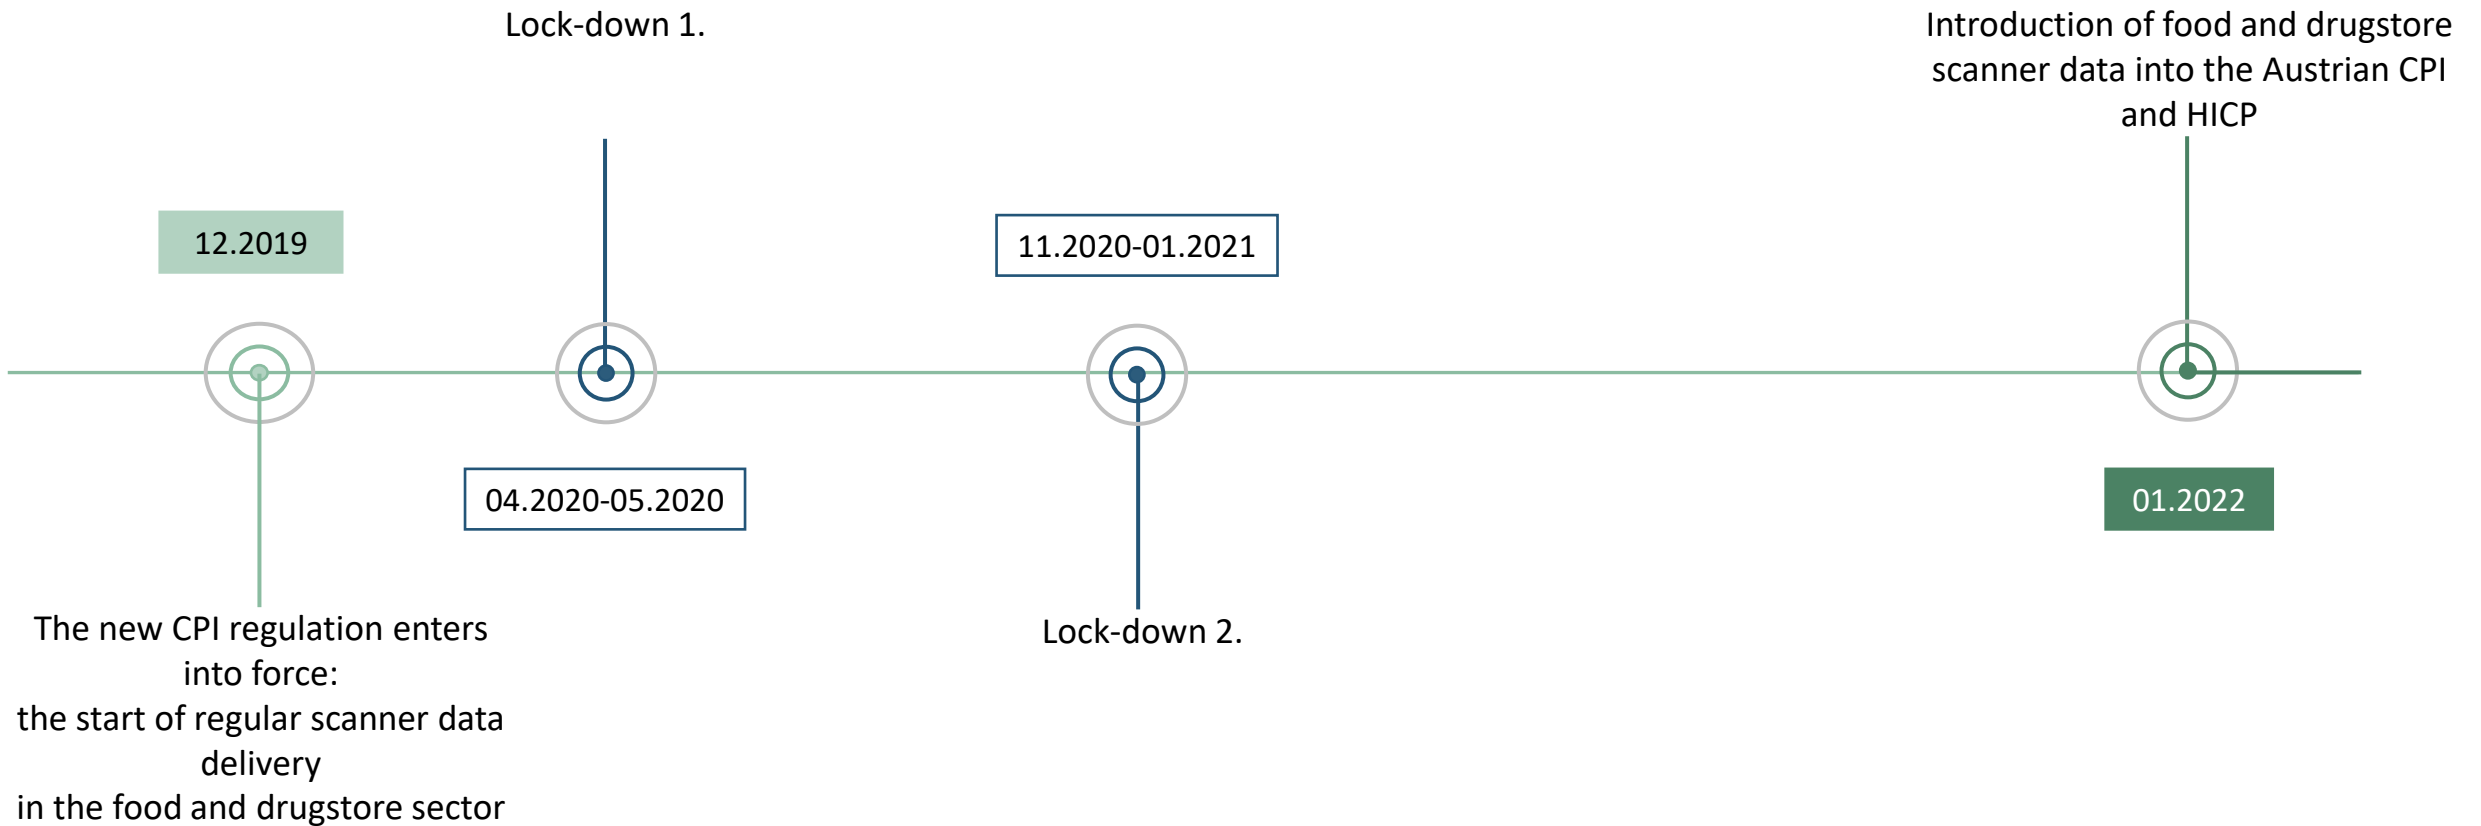 Lock-down 1.
Introduction of food and drugstore
scanner data into the Austrian CPI
and HICP
12.2019
11.2020-01.2021
04.2020-05.2020
01.2022
The new CPI regulation enters
into force:
the start of regular scanner data
delivery
in the food and drugstore sector
Lock-down 2.